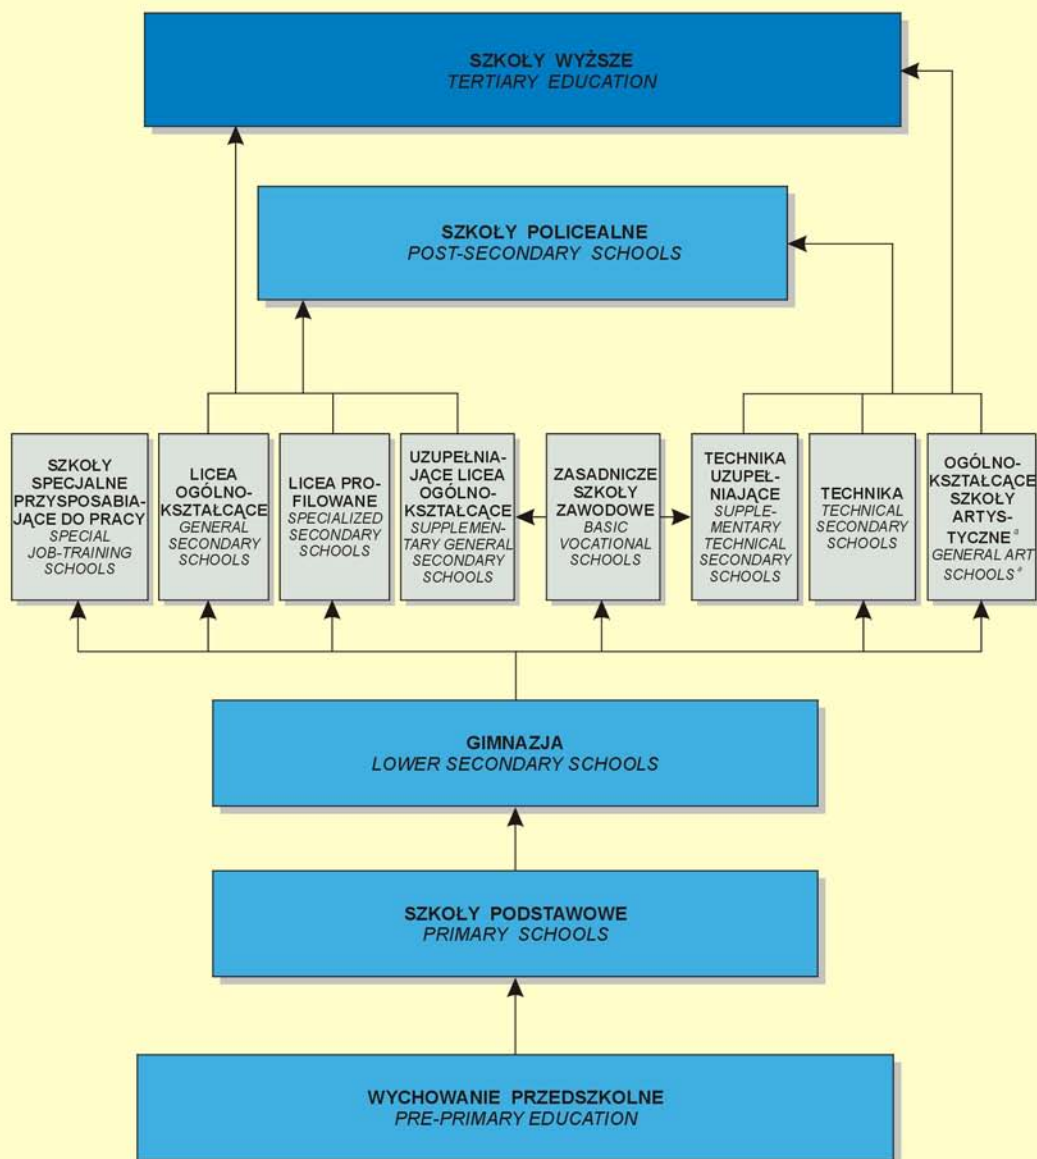 SZKOŁY WYŻSZE
TERTIARY EDUCATION
SZKOŁY POLICEALNE
POST-SECONDARY SCHOOLS
SZKOŁY
SPECJALNE
PRZYSPOSABIA-
JĄCE DO PRACY
SPECIAL
JOB-TRAINING
SCHOOLS
LICEA
OGÓLNO-
KSZTAŁCĄCE
GENERAL
SECONDARY
SCHOOLS
LICEA PRO-
FILOWANE
SPECIALIZED
SECONDARY
SCHOOLS
UZUPEŁNIA-
JĄCE LICEA
OGÓLNO-
KSZTAŁCĄCE
SUPPLEMEN-
TARY GENERAL
SECONDARY
SCHOOLS
ZASADNICZE
SZKOŁY
ZAWODOWE
BASIC
VOCATIONAL
SCHOOLS
TECHNIKA
UZUPEŁ-
NIAJĄCE
SUPPLE-
MENTARY
TECHNICAL
SECONDARY
SCHOOLS
TECHNIKA
TECHNICAL
SECONDARY
SCHOOLS
OGÓLNO-
KSZTAŁCĄCE
SZKOŁY
ARTYS-
TYCZNE a
GENERAL ART
SCHOOLS a
GIMNAZJA
LOWER SECONDARY SCHOOLS
SZKOŁY PODSTAWOWE
PRIMARY SCHOOLS
WYCHOWANIE PRZEDSZKOLNE
PRE-PRIMARY EDUCATION